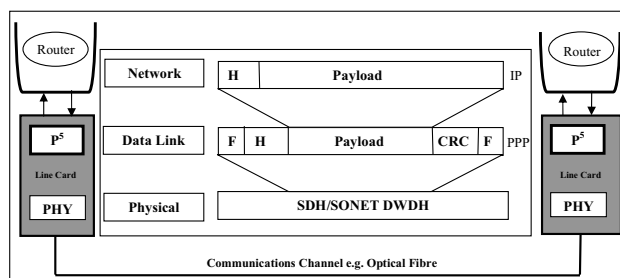 Router
Router
Network
H
Payload
IP
P5
Data Link
F
H
Payload
CRC
F
PPP
P5
Line Card
Line Card
PHY
Physical
SDH/SONET DWDH
PHY
Communications Channel e.g. Optical Fibre